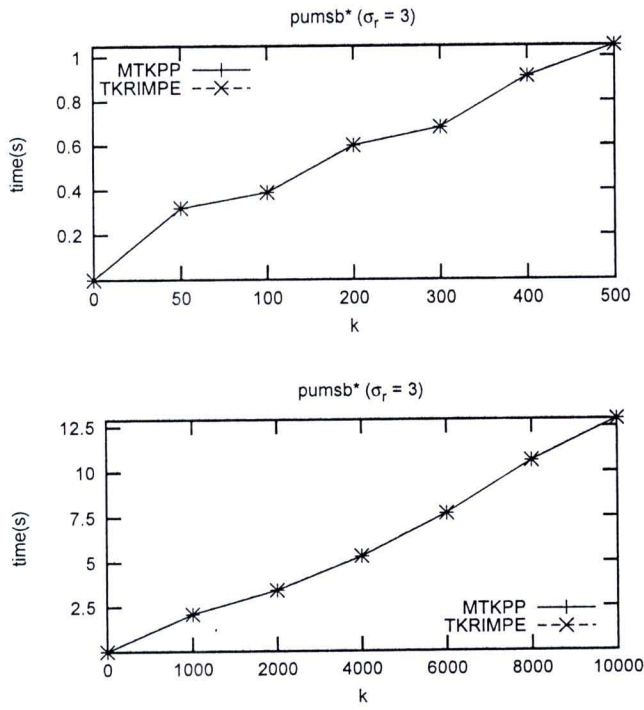 pumsb* (σr = 3)
1
0.8
0.6
0.4
0.2
time(s)
MTKPP
TKRIMPE
0 50 100 200 300 400 500
k
pumsb* (σr = 3)
12.5
10
7.5
5
2.5
time(s)
MTKPP
TKRIMPE
0 1000 2000 4000 6000 8000 10000
k